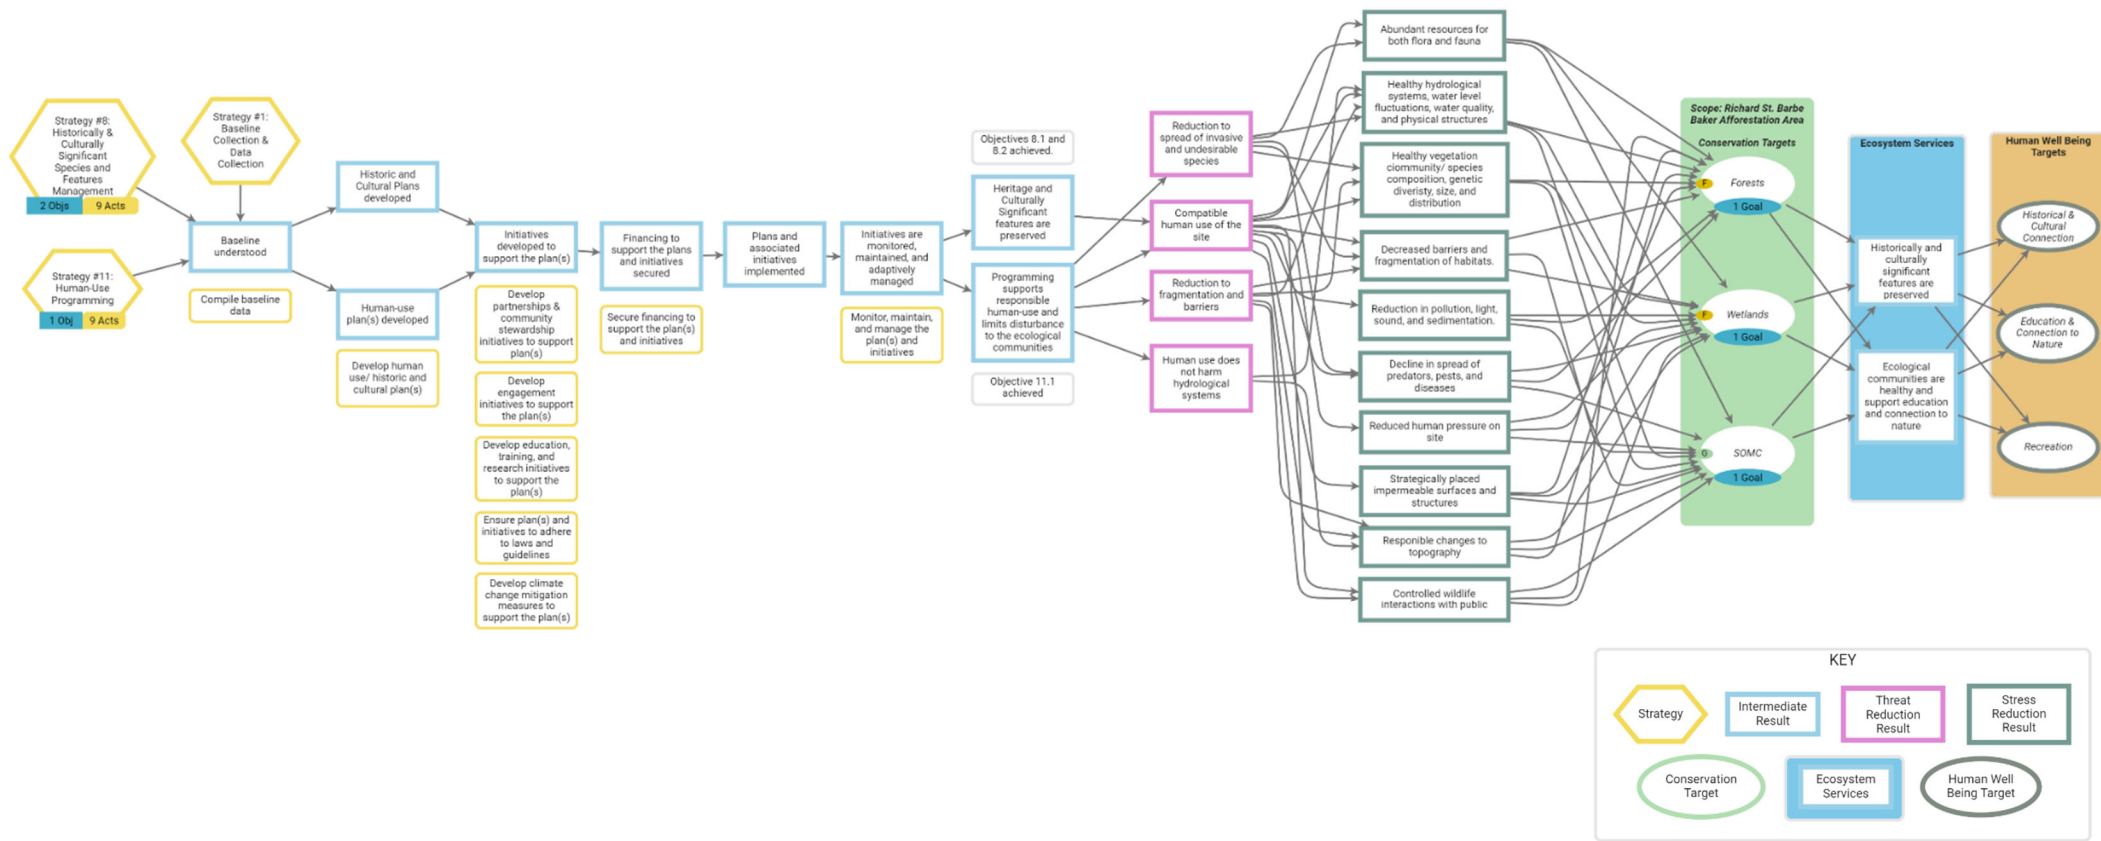 Strategy #8:
Historically &
Culturally
Significant
Species and
Features
Management
2 Objs
9 Acts
Strategy #1:
Baseline
Collection &
Data
Collection
Strategy #11:
Human-Use
Programming
1 Obj
9 Acts
Baseline
understood
Compile baseline
data
Historic and
Cultural Plans
developed
Human-use
plan(s) developed
Develop human
use/ historic and
cultural plan(s)
Initiatives
developed to
support the plan(s)
Develop
partnerships &
community
stewardship
initiatives to support
plan(s)
Develop
engagement
initiatives to support
the plan(s)
Develop education,
training, and
research initiatives
to support the
plan(s)
Ensure plan(s) and
initiatives to adhere
to laws and
guidelines
Develop climate
change mitigation
measures to
support the plan(s)
Financing to
support the plans
and initiatives
secured
Secure financing to
support the plan(s)
and initiatives
Plans and
associated
initiatives
implemented
Initiatives are
monitored,
maintained, and
adaptively
managed
Monitor, maintain,
and manage the
plan(s) and
initiatives
Objectives 8.1 and
8.2 achieved.
Heritage and
Culturally
Significant
features are
preserved
Programming
supports
responsible
human-use and
limits disturbance
to the ecological
communities
Objective 11.1
achieved
Reduction to
spread of invasive
and undesirable
species
Compatible
human use of the
site
Reduction to
fragmentation and
barriers
Human use does
not harm
hydrological
systems
Abundant resources for
both flora and fauna
Healthy hydrological
systems, water level
fluctuations, water quality,
and physical structures
Healthy vegetation
ciommunity/ species
composition, genetic
diveristy, size, and
distribution
Decreased barriers and
fragmentation of habitats.
Reduction in pollution, light,
sound, and sedimentation.
Decline in spread of
predators, pests, and
diseases
Reduced human pressure on
site
Strategically placed
impermeable surfaces and
structures
Responible changes to
topography
Controlled wildlife
interactions with public
Scope: Richard St. Barbe
Baker Afforestation Area
Conservation Targets
F
Forests
1 Goal
F
Wetlands
1 Goal
G
SOMC
1 Goal
Ecosystem Services
Historically and
culturally
significant
features are
preserved
Ecological
communities are
healthy and
support education
and connection to
nature
Human Well Being
Targets
Historical &
Cultural
Connection
Education &
Connection to
Nature
Recreation
KEY
Strategy
Intermediate
Result
Threat
Reduction
Result
Stress
Reduction
Result
Conservation
Target
Ecosystem
Services
Human Well
Being Target